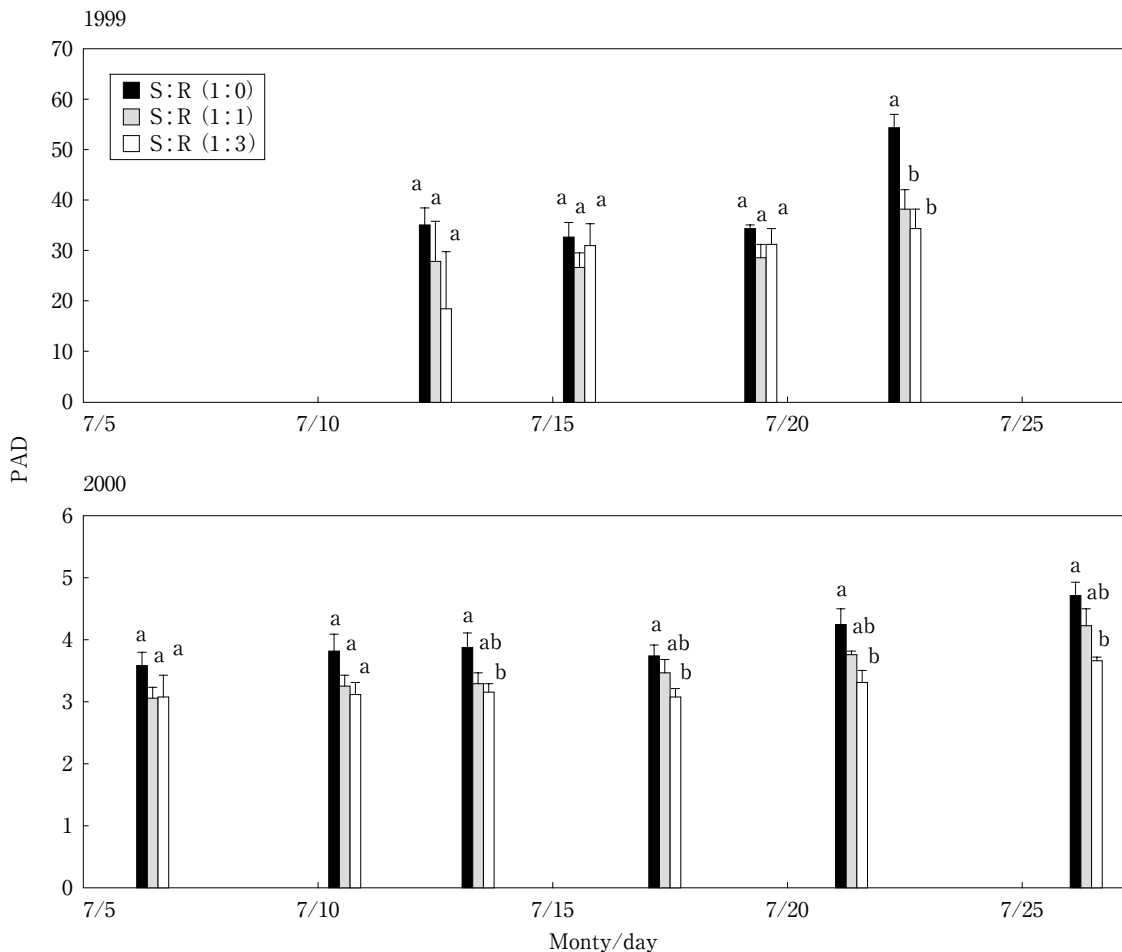 1999
70
60
50
40
30
20
10
0
S:R (1:0)
S:R (1:1)
S:R (1:3)
a a a
a a a
a a a
a b b
7/5 7/10 7/15 7/20 7/25
PAD
2000
6
5
4
3
2
1
0
a a a
a a a
a ab b
a ab b
a ab b
a ab b
7/5 7/10 7/15 7/20 7/25
Monty/day